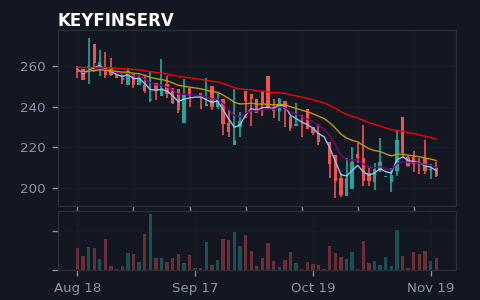 KEYFINSERV
260
240
220
200
Aug 18
Sep 17
Oct 19
Nov 19